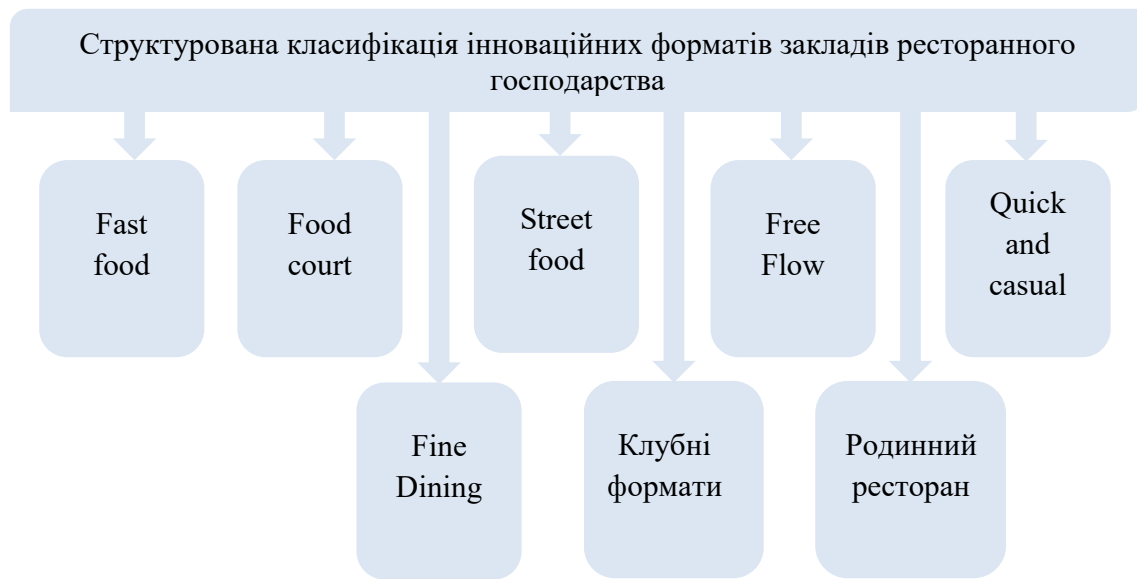 Структурована класифікація інноваційних форматів закладів ресторанного
господарства
Fast
food
Food
court
Street
food
Free
Flow
Quick
and
casual
Fine
Dining
Клубні
формати
Родинний
ресторан